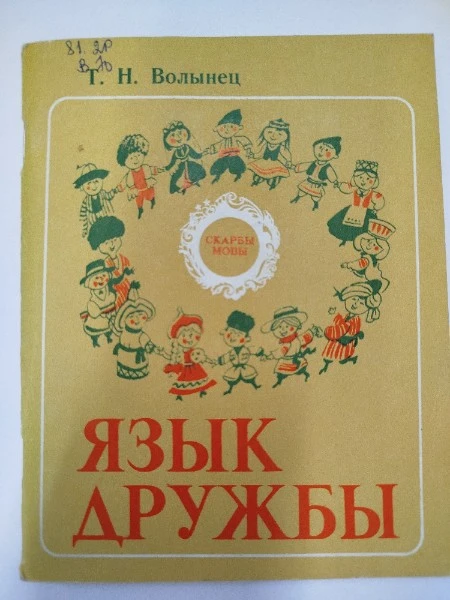 81.2Р
В 70
Т. Н. Волынец
СКАРБЫ
МОВЫ
ЯЗЫК
ДРУЖБЫ